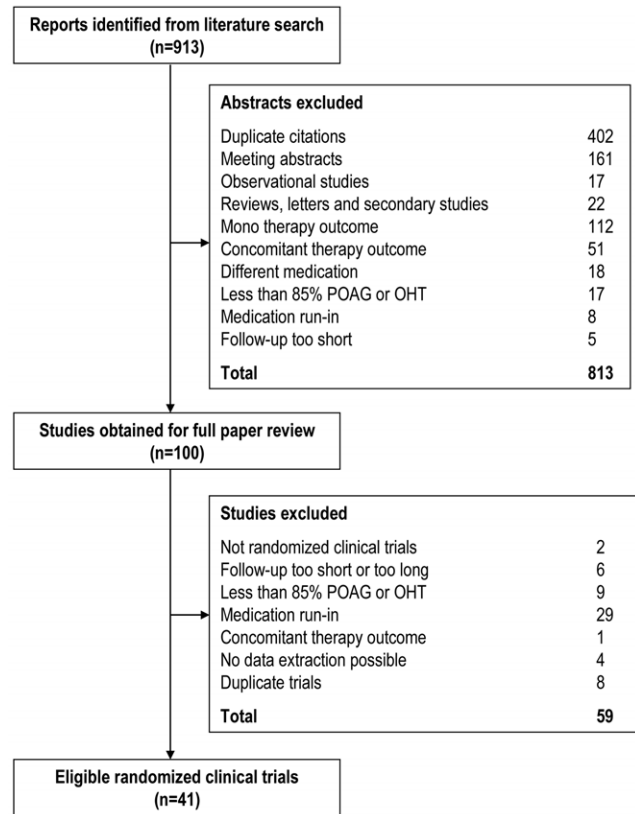 Reports identified from literature search
(n=913)
Abstracts excluded
Duplicate citations 402
Meeting abstracts 161
Observational studies 17
Reviews, letters and secondary studies 22
Mono therapy outcome 112
Concomitant therapy outcome 51
Different medication 18
Less than 85% POAG or OHT 17
Medication run-in 8
Follow-up too short 5
Total 813
Studies obtained for full paper review
(n=100)
Studies excluded
Not randomized clinical trials 2
Follow-up too short or too long 6
Less than 85% POAG or OHT 9
Medication run-in 29
Concomitant therapy outcome 1
No data extraction possible 4
Duplicate trials 8
Total 59
Eligible randomized clinical trials
(n=41)